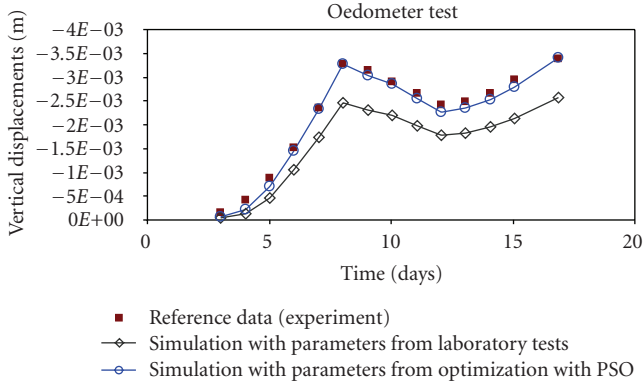 Oedometer test
Vertical displacements (m)
−4E−03
−3.5E−03
−3E−03
−2.5E−03
−2E−03
−1.5E−03
−1E−03
−5E−04
0E+00
0 5 10 15 20
Time (days)
Reference data (experiment)
Simulation with parameters from laboratory tests
Simulation with parameters from optimization with PSO